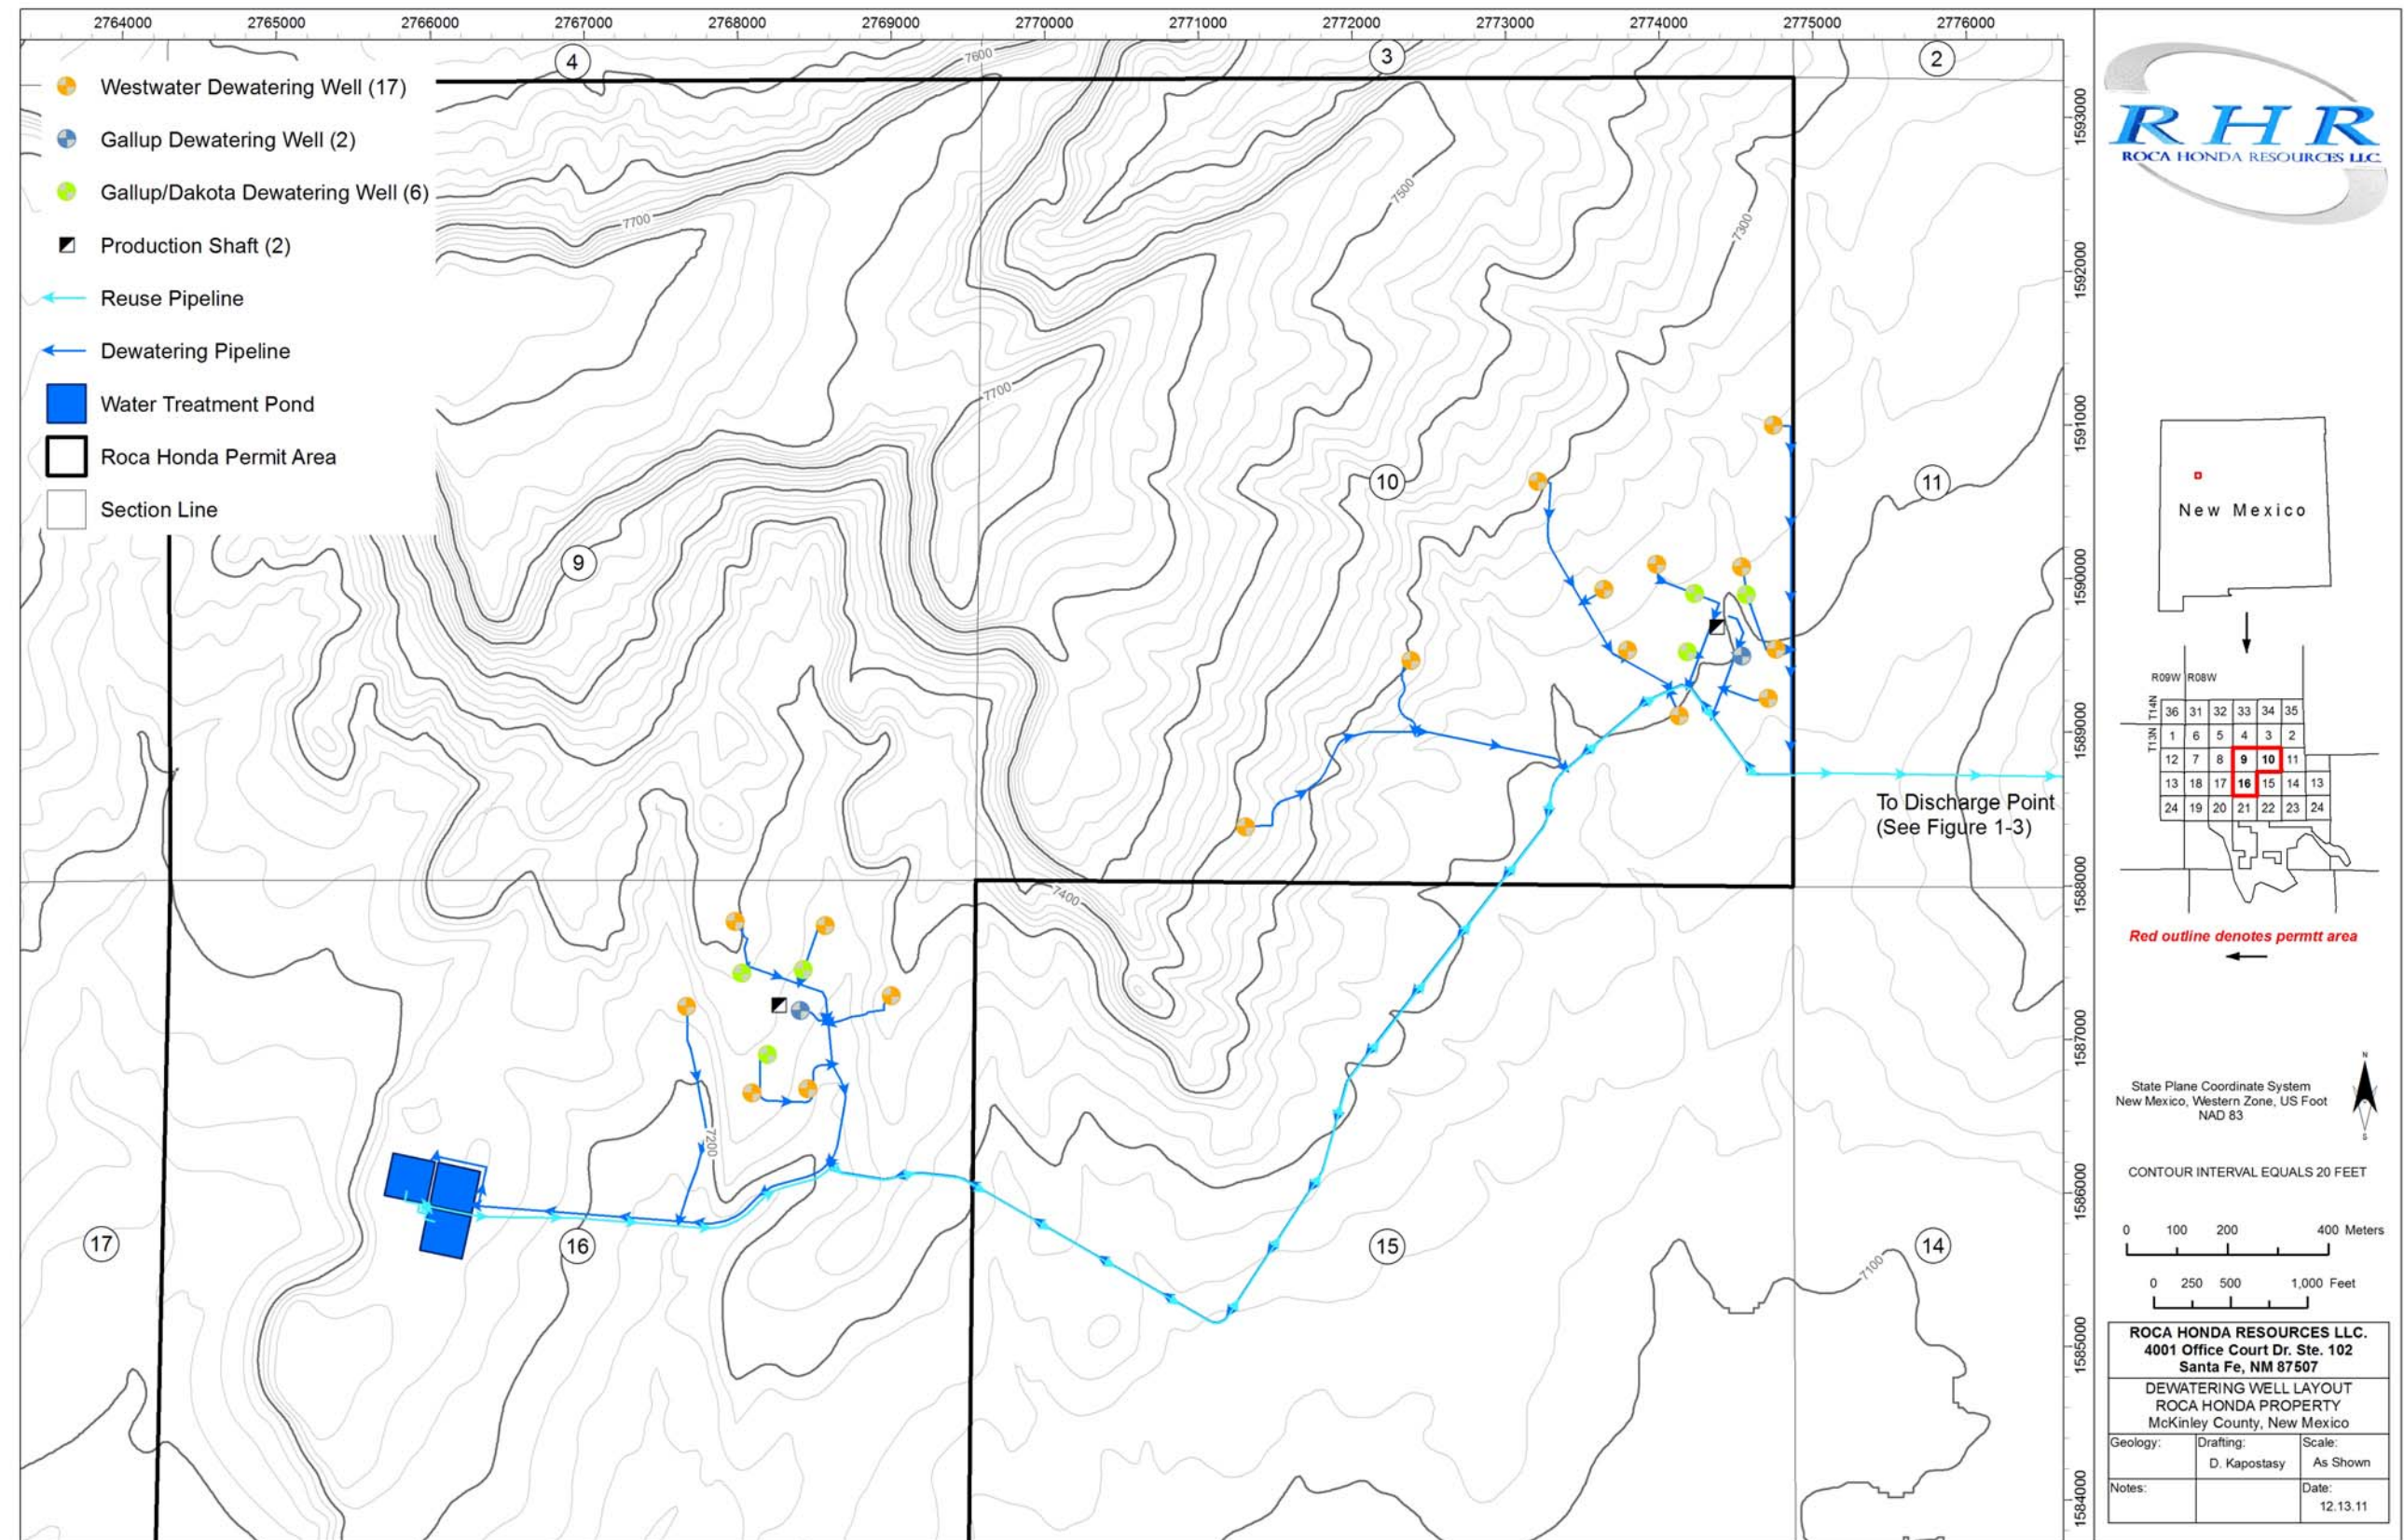 2764000 2765000 2766000 2767000 2768000 2769000 2770000 2771000 2772000 2773000 2774000 2775000 2776000
4
3
2
7600
Westwater Dewatering Well (17)
Gallup Dewatering Well (2)
Gallup/Dakota Dewatering Well (6)
Production Shaft (2)
Reuse Pipeline
Dewatering Pipeline
Water Treatment Pond
Roca Honda Permit Area
Section Line
7700
7500
7300
7700
9
10
11
7400
7200
17
16
15
14
7100
To Discharge Point
(See Figure 1-3)
1593000
1592000
1591000
1590000
1589000
1588000
1587000
1586000
1585000
1584000
RHR
ROCA HONDA RESOURCES LLC.
New Mexico
R09W R08W
T14N
T13N
36 31 32 33 34 35
1 6 5 4 3 2
12 7 8 9 10 11
13 18 17 16 15 14 13
24 19 20 21 22 23 24
Red outline denotes permtt area
N
S
State Plane Coordinate System
New Mexico, Western Zone, US Foot
NAD 83
CONTOUR INTERVAL EQUALS 20 FEET
0 100 200 400 Meters
0 250 500 1,000 Feet
ROCA HONDA RESOURCES LLC.
4001 Office Court Dr. Ste. 102
Santa Fe, NM 87507
DEWATERING WELL LAYOUT
ROCA HONDA PROPERTY
McKinley County, New Mexico
Geology: Drafting: Scale:
D. Kapostasy As Shown
Notes: Date:
12.13.11